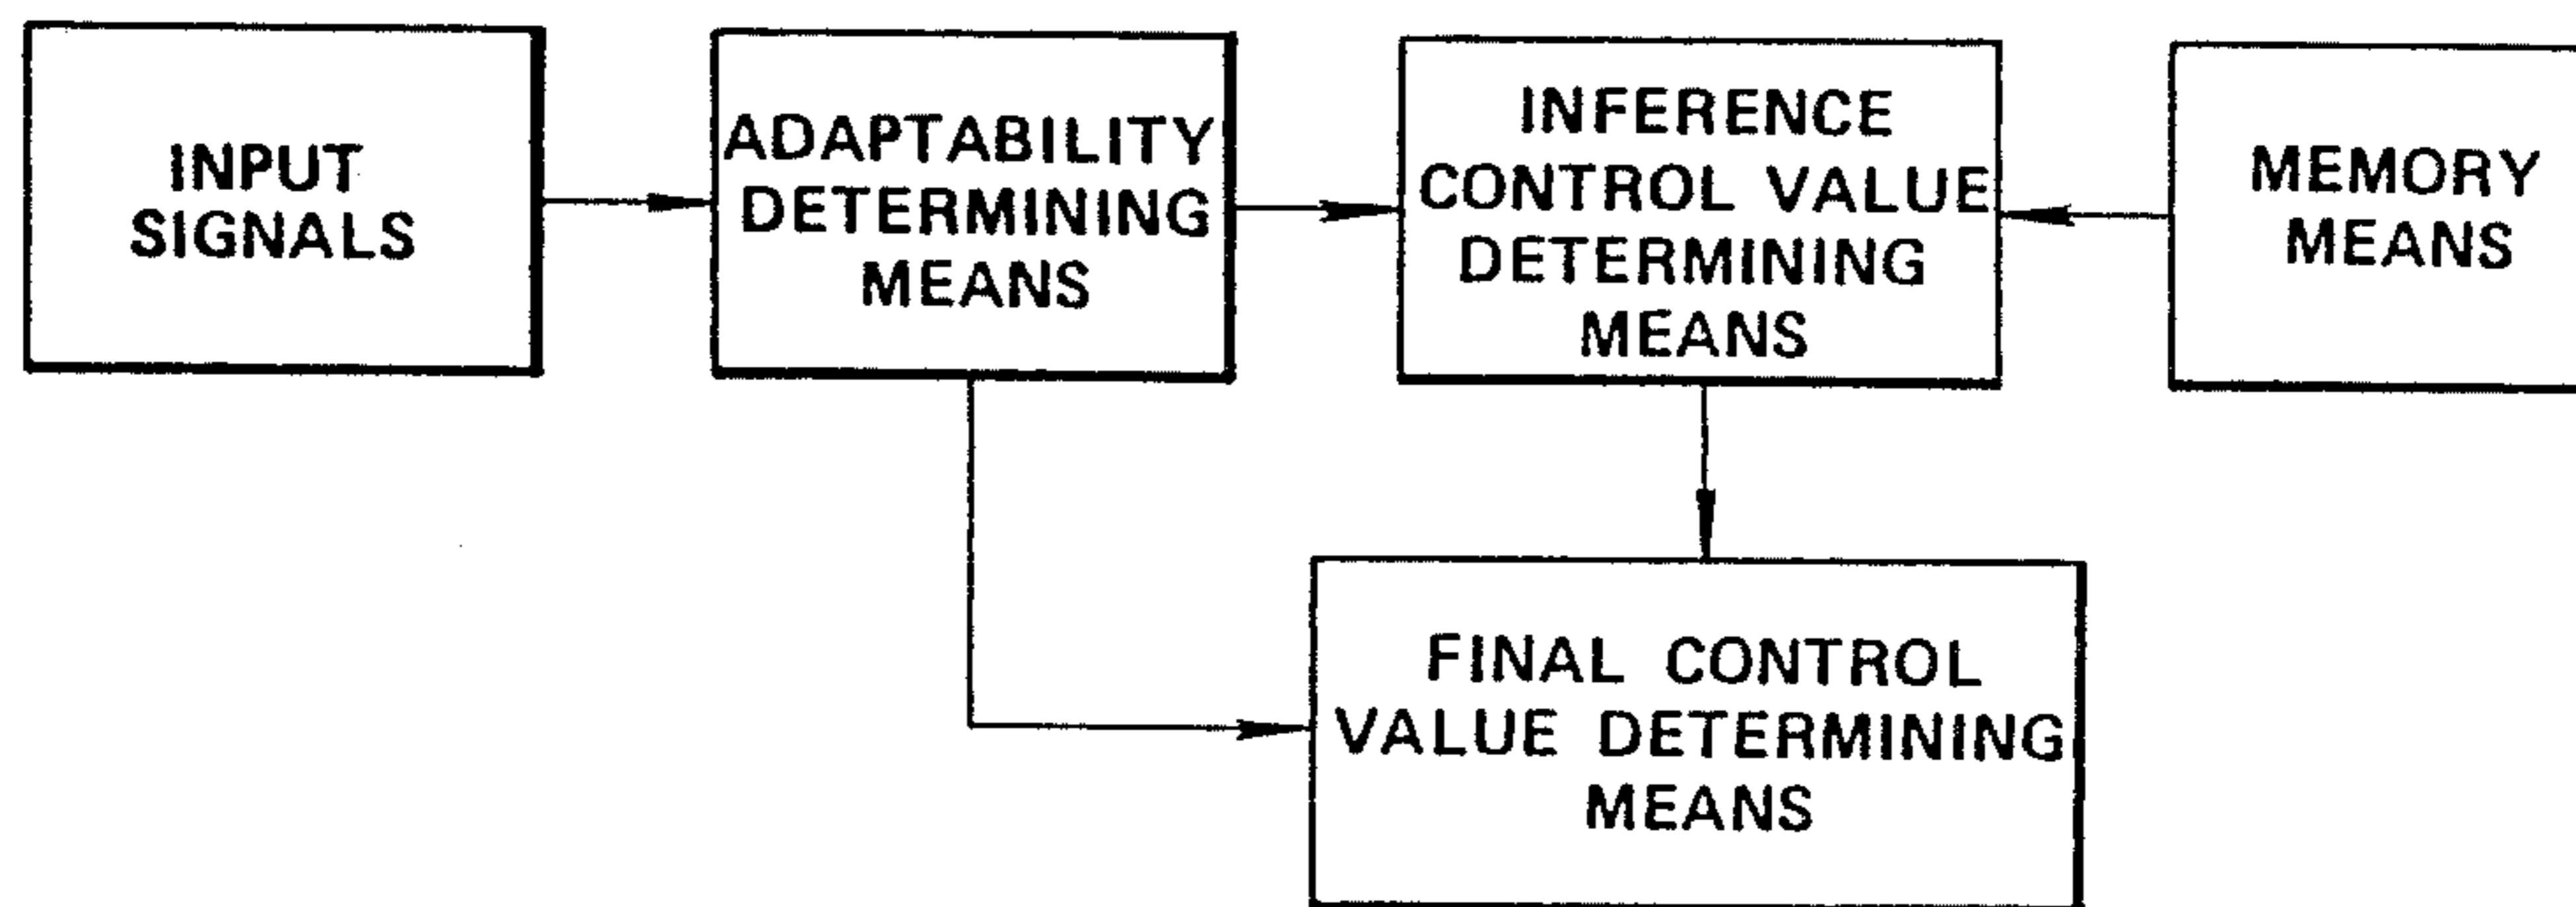 INPUT
SIGNALS
ADAPTABILITY
DETERMINING
MEANS
INFERENCE
CONTROL VALUE
DETERMINING
MEANS
MEMORY
MEANS
FINAL CONTROL
VALUE DETERMINING
MEANS